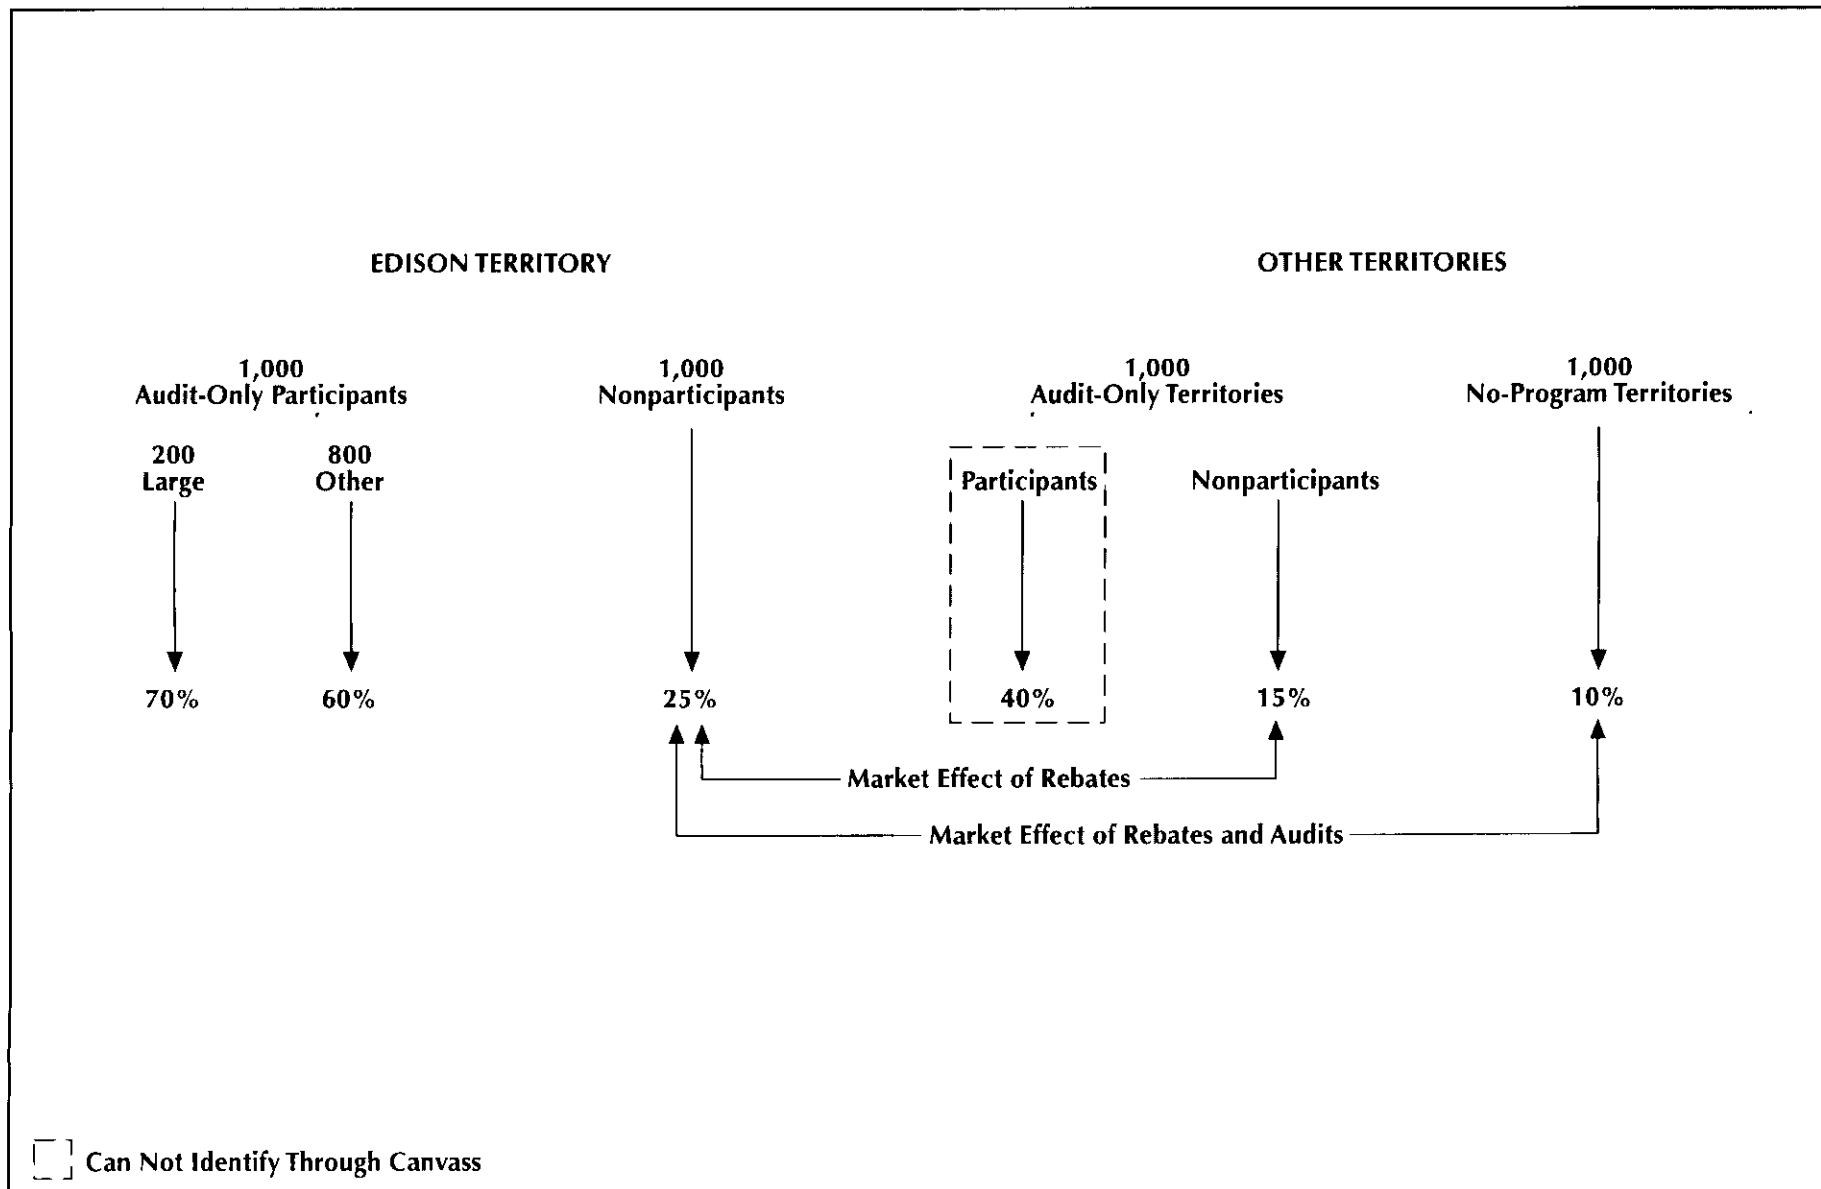 EDISON TERRITORY
OTHER TERRITORIES
1,000
Audit-Only Participants
1,000
Nonparticipants
1,000
Audit-Only Territories
1,000
No-Program Territories
200
Large
800
Other
Participants
Nonparticipants
70%
60%
25%
40%
15%
10%
Market Effect of Rebates
Market Effect of Rebates and Audits
Can Not Identify Through Canvass